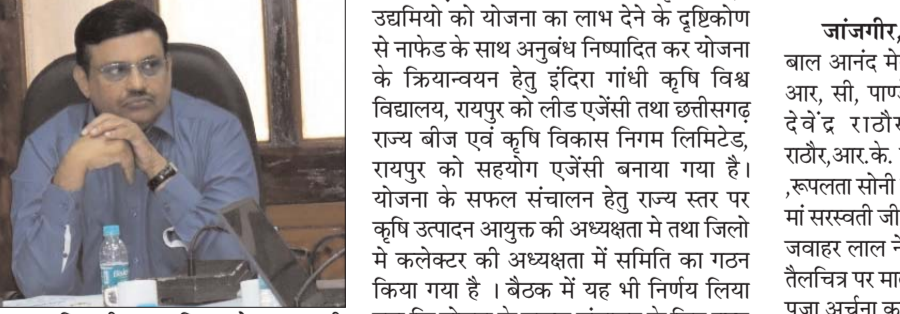 उद्यमियो को योजना का लाभ देने के दृष्टिकोण
से नाफेड के साथ अनुबंध निष्पादित कर योजना
के क्रियान्वयन हेतु इंदिरा गांधी कृषि विश्व
विद्यालय, रायपुर को लीड एजेंसी तथा छत्तीसगढ़
राज्य बीज एवं कृषि विकास निगम लिमिटेड,
रायपुर को सहयोग एजेंसी बनाया गया है।
योजना के सफल संचालन हेतु राज्य स्तर पर
कृषि उत्पादन आयुक्त की अध्यक्षता मे तथा जिलो
मे कलेक्टर की अध्यक्षता में समिति का गठन
किया गया है । बैठक में यह भी निर्णय लिया
जांजगीर,
बाल आनंद मे
आर, सी, पाण्
देवेंद्र राठौर
राठौर,आर.के.
,रूपलता सोनी
मां सरस्वती जी
जवाहर लाल ने
तैलचित्र पर मा
पूजा अर्चना क